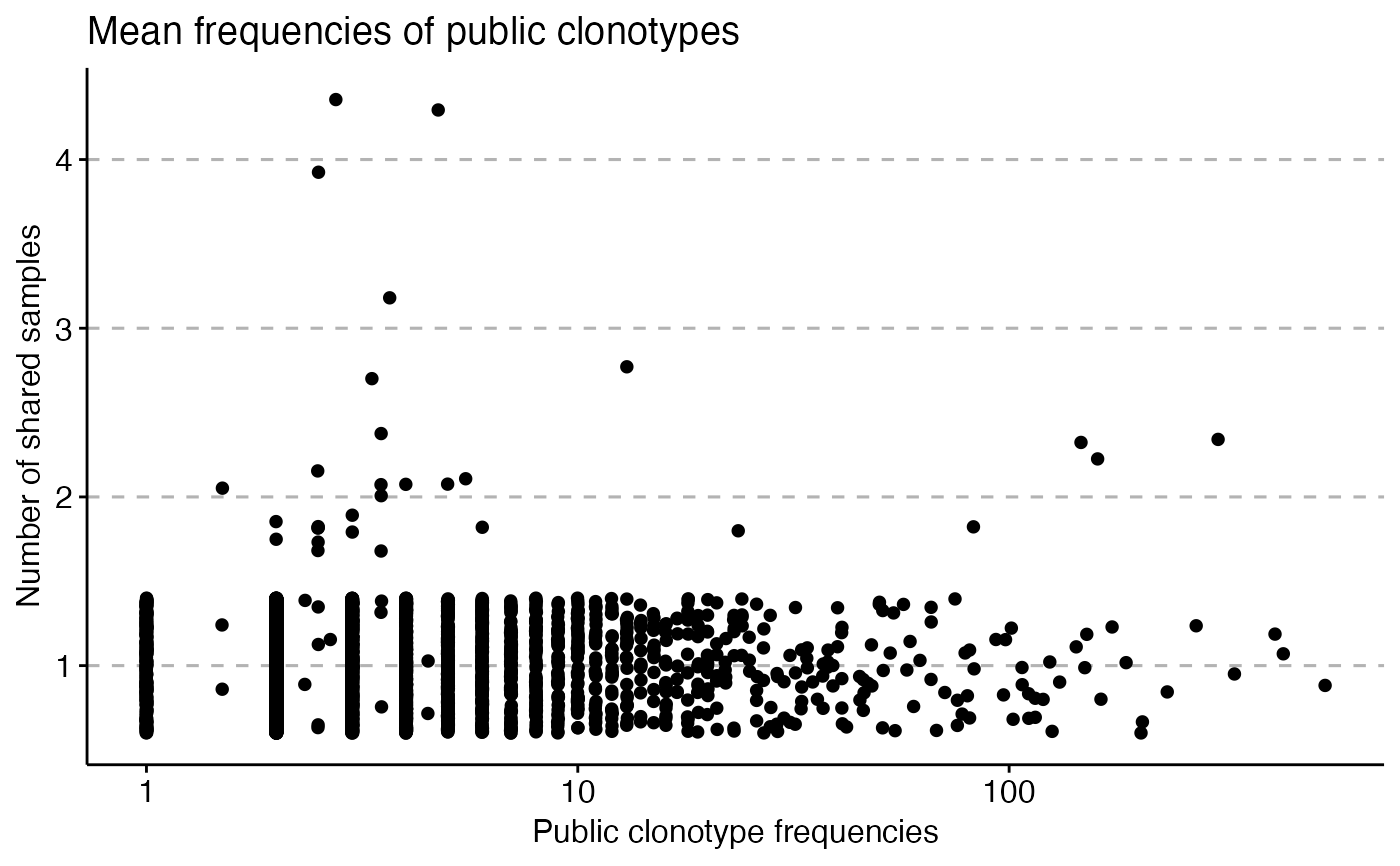 Mean frequencies of public clonotypes
Number of shared samples
4
3
2
1
1 10 100
Public clonotype frequencies